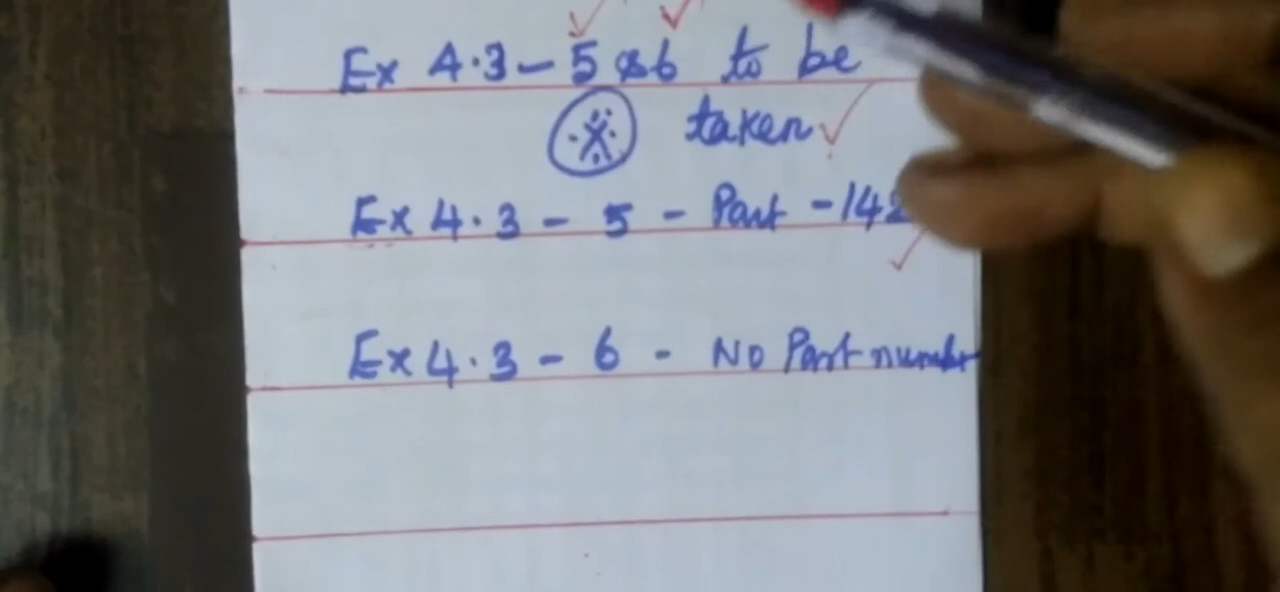 Ex 4.3 - 5 & 6 to be
taken
Ex 4.3 - 5 - Part - 142
Ex 4.3 - 6 - No Part number